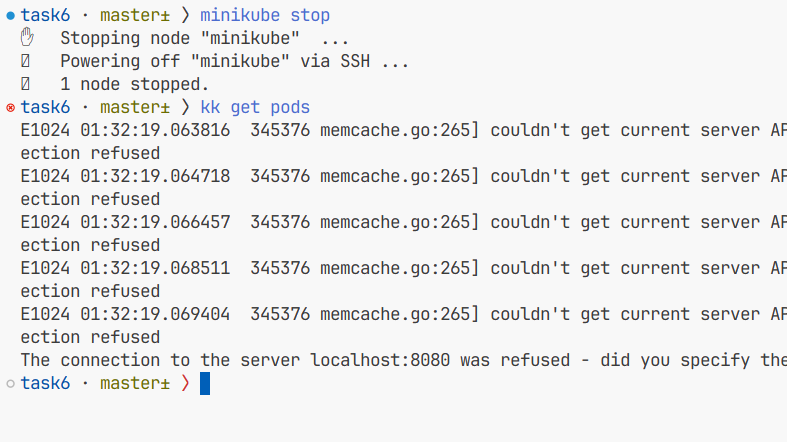 task6 · master± ❯ minikube stop
✋ Stopping node "minikube" ...
Powering off "minikube" via SSH ...
1 node stopped.
task6 · master± ❯ kk get pods
E1024 01:32:19.063816 345376 memcache.go:265] couldn't get current server AP
ection refused
E1024 01:32:19.064718 345376 memcache.go:265] couldn't get current server AP
ection refused
E1024 01:32:19.066457 345376 memcache.go:265] couldn't get current server AP
ection refused
E1024 01:32:19.068511 345376 memcache.go:265] couldn't get current server AP
ection refused
E1024 01:32:19.069404 345376 memcache.go:265] couldn't get current server AP
ection refused
The connection to the server localhost:8080 was refused - did you specify the
task6 · master± ❯